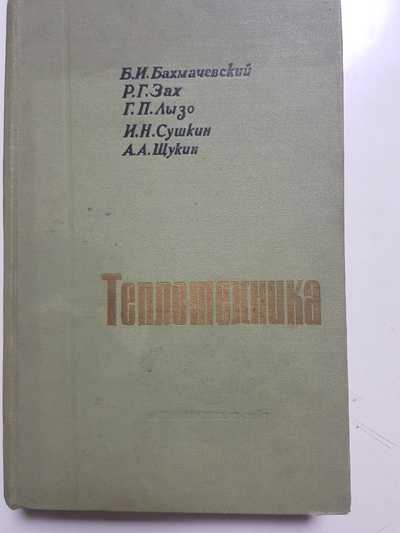 Б.И.Бахмачевский
Р.Г.Зах
Г.П.Лызо
И.Н.Сушкин
А.А.Щукин
Теплотехника